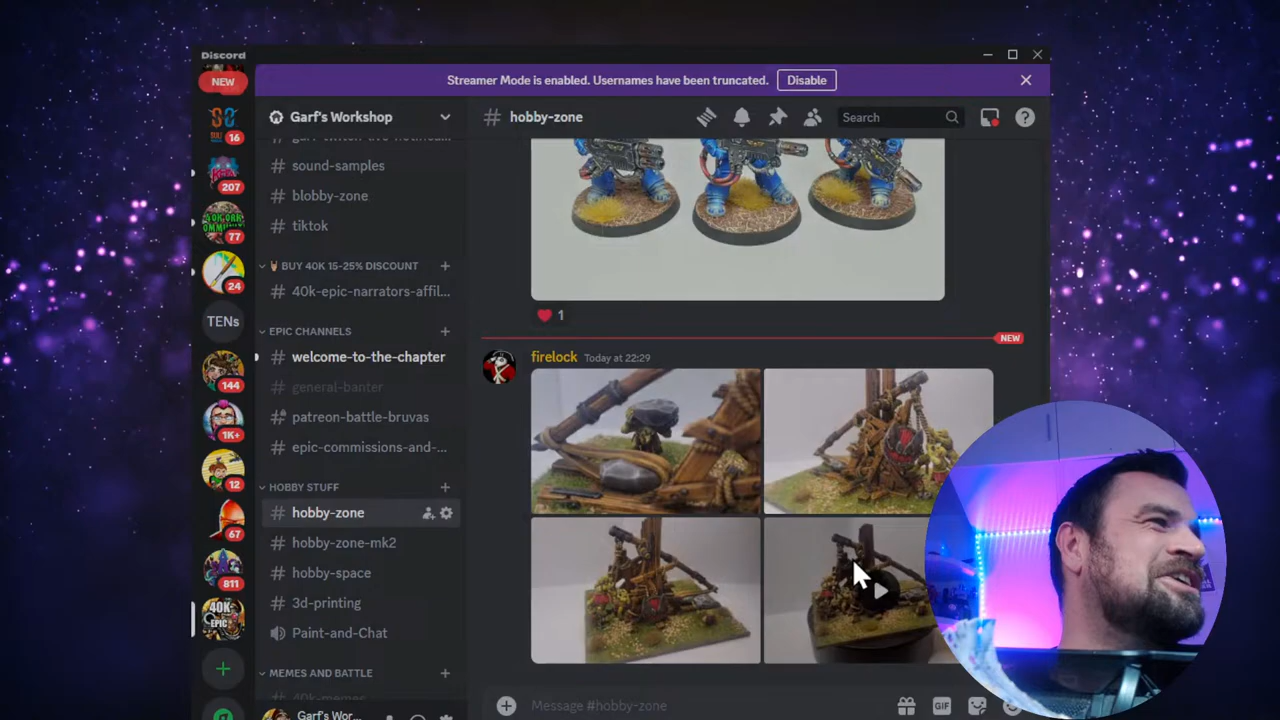 Discord
Streamer Mode is enabled. Usernames have been truncated. Disable
NEW
16
207
77
24
TENs
144
1K+
12
67
811
40K
EPIC
Garf's Workshop
# sound-samples
# blobby-zone
# tiktok
BUY 40K 15-25% DISCOUNT
# 40k-epic-narrators-affil...
EPIC CHANNELS
# welcome-to-the-chapter
# general-banter
patreon-battle-bruvas
# epic-commissions-and-...
HOBBY STUFF
# hobby-zone
# hobby-zone-mk2
# hobby-space
# 3d-printing
Paint-and-Chat
MEMES AND BATTLE
# 40k-memes
Garf's Wor...
# hobby-zone
Search
1
NEW
firelock Today at 22:29
Message #hobby-zone
GIF